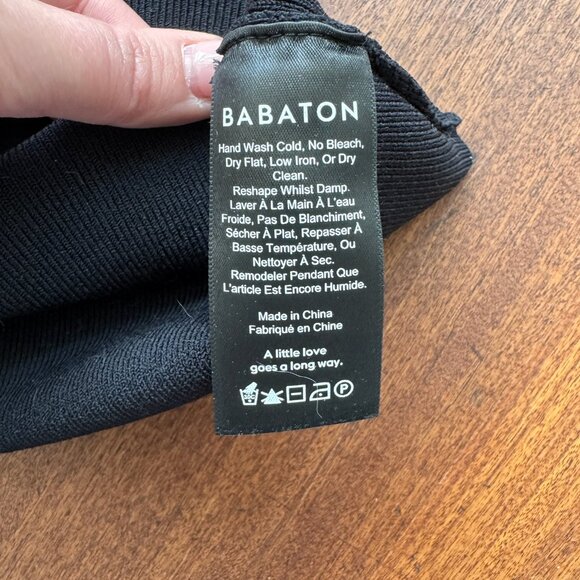 BABATON
Hand Wash Cold, No Bleach,
Dry Flat, Low Iron, Or Dry
Clean.
Reshape Whilst Damp.
Laver À La Main À L'eau
Froide, Pas De Blanchiment,
Sécher À Plat, Repasser À
Basse Température, Ou
Nettoyer À Sec.
Remodeler Pendant Que
L'article Est Encore Humide.
Made in China
Fabriqué en Chine
A little love
goes a long way.